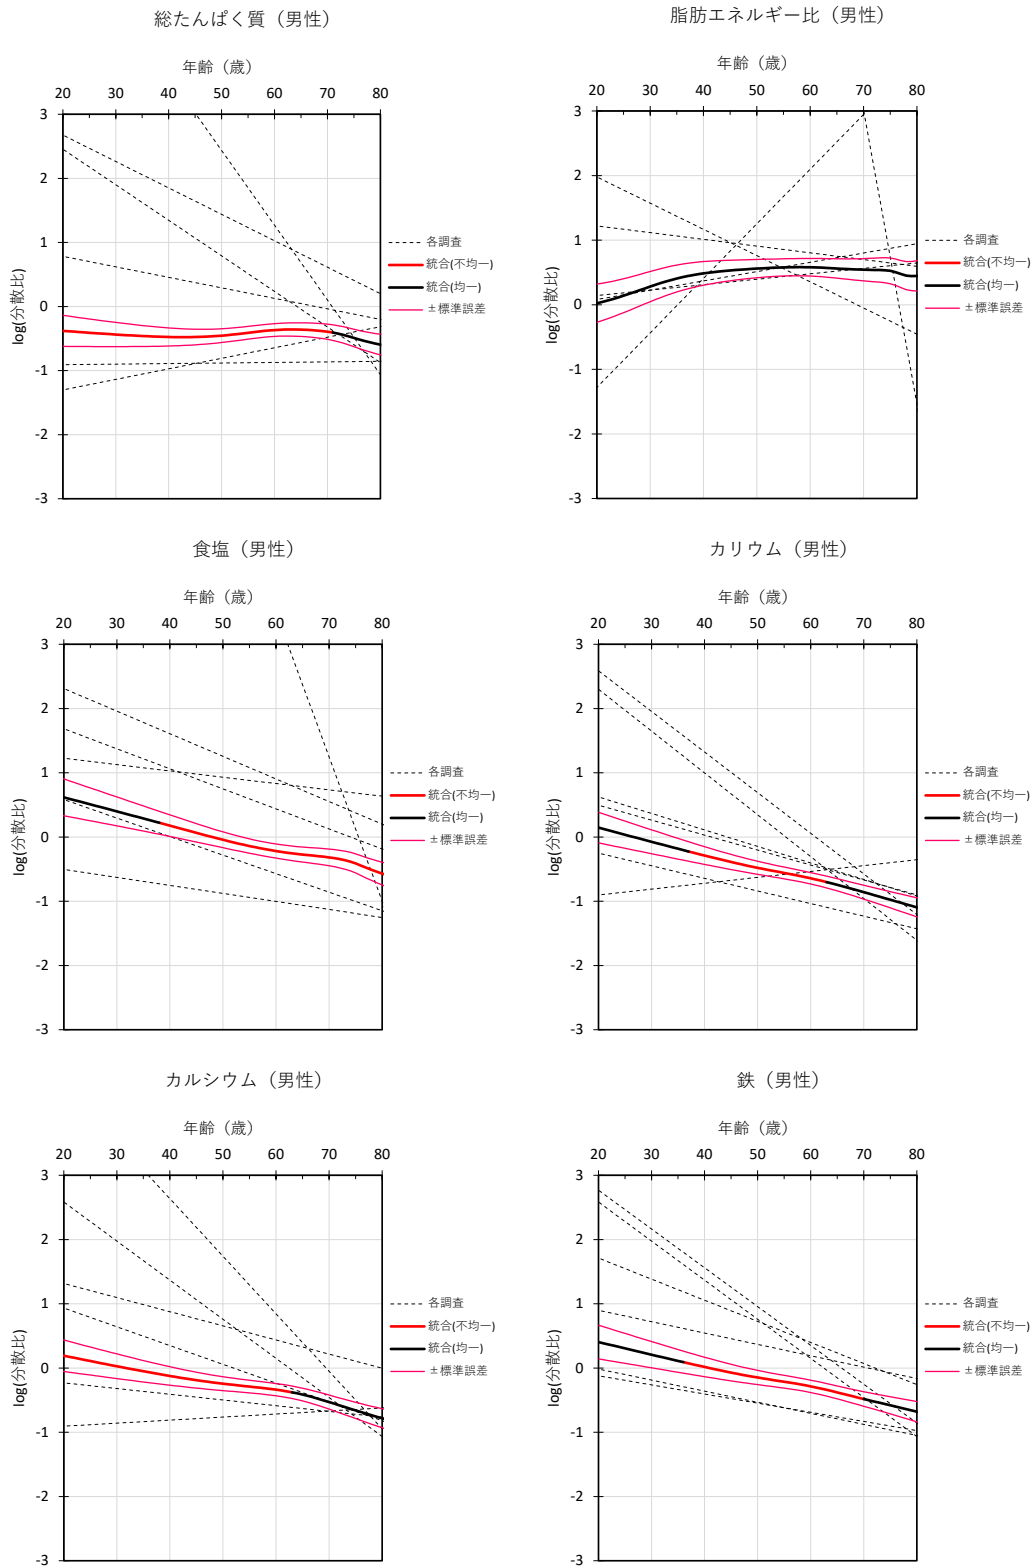 総たんぱく質（男性）
年齢（歳）
20 30 40 50 60 70 80
3
2
1
0
-1
-2
-3
log(分散比)
各調査
統合(不均一)
統合(均一)
±標準誤差
脂肪エネルギー比（男性）
年齢（歳）
20 30 40 50 60 70 80
3
2
1
0
-1
-2
-3
log(分散比)
各調査
統合(不均一)
統合(均一)
±標準誤差
食塩（男性）
年齢（歳）
20 30 40 50 60 70 80
3
2
1
0
-1
-2
-3
log(分散比)
各調査
統合(不均一)
統合(均一)
±標準誤差
カリウム（男性）
年齢（歳）
20 30 40 50 60 70 80
3
2
1
0
-1
-2
-3
log(分散比)
各調査
統合(不均一)
統合(均一)
±標準誤差
カルシウム（男性）
年齢（歳）
20 30 40 50 60 70 80
3
2
1
0
-1
-2
-3
log(分散比)
各調査
統合(不均一)
統合(均一)
±標準誤差
鉄（男性）
年齢（歳）
20 30 40 50 60 70 80
3
2
1
0
-1
-2
-3
log(分散比)
各調査
統合(不均一)
統合(均一)
±標準誤差